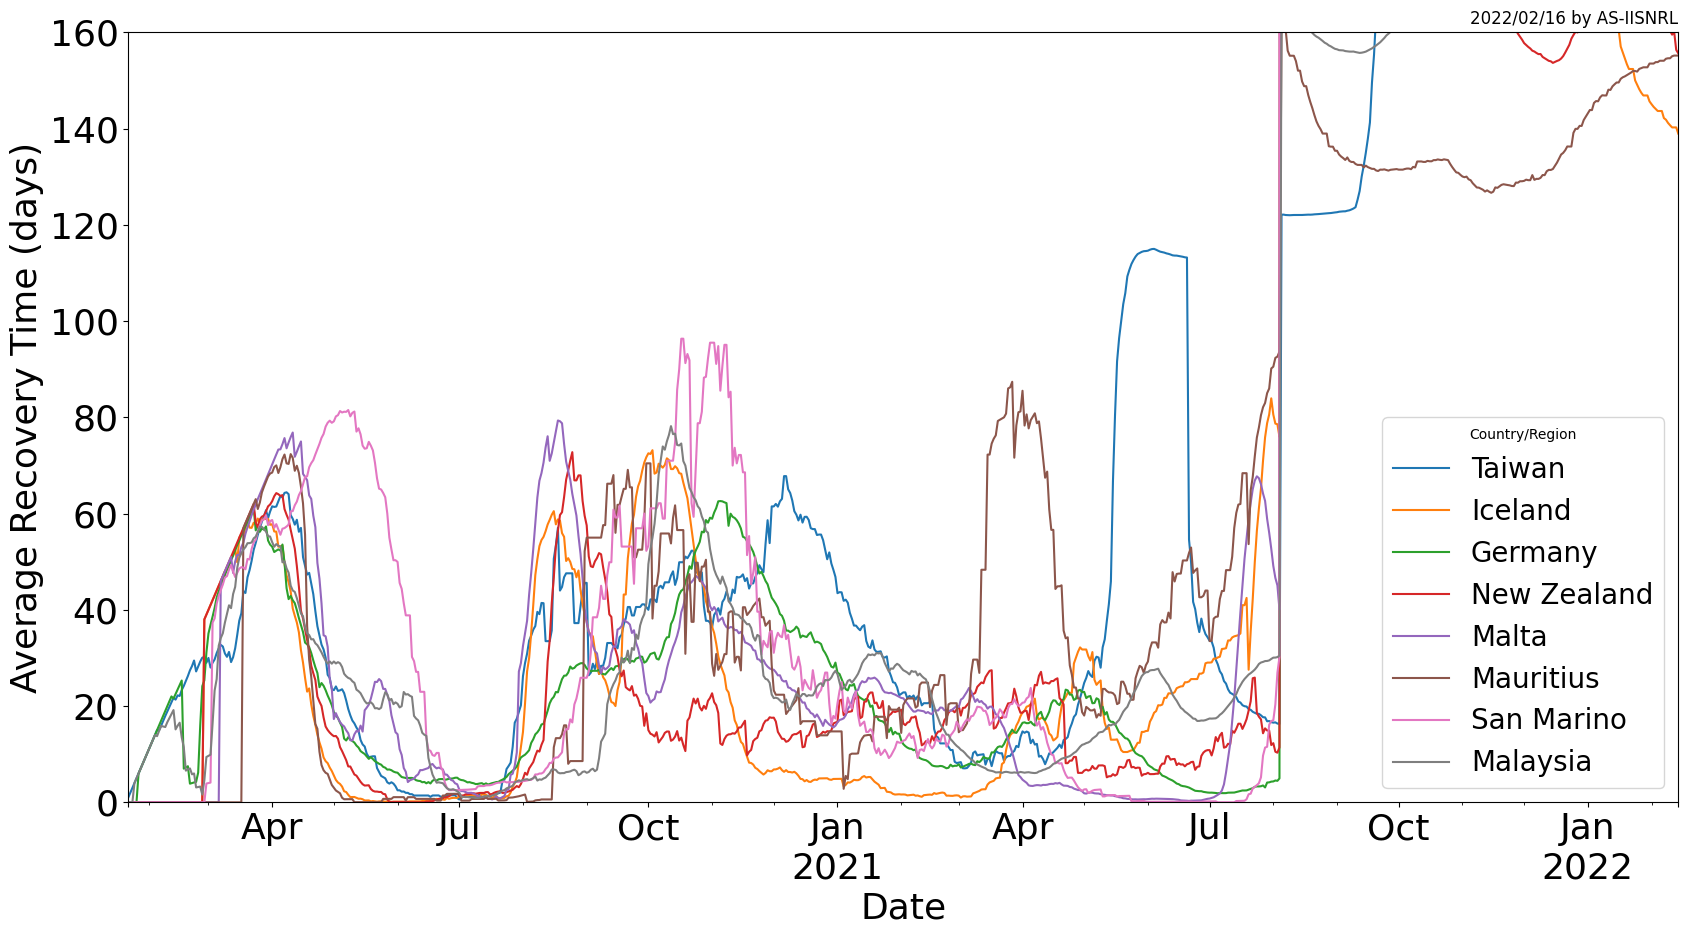 2022/02/16 by AS-IISNRL
160
140
120
100
80
60
40
20
0
Average Recovery Time (days)
Country/Region
Taiwan
Iceland
Germany
New Zealand
Malta
Mauritius
San Marino
Malaysia
Apr
Jul
Oct
Jan
2021
Apr
Jul
Oct
Jan
2022
Date